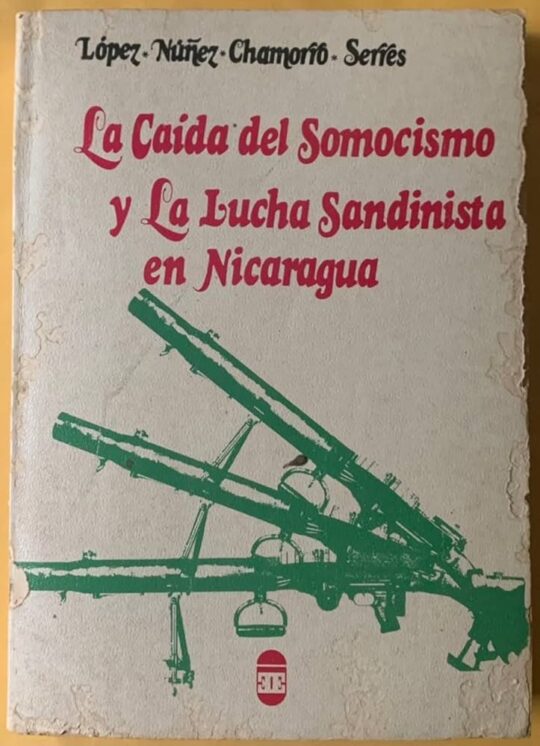 López * Núñez * Chamorro * Serres
La Caída del Somocismo
y La Lucha Sandinista
en Nicaragua